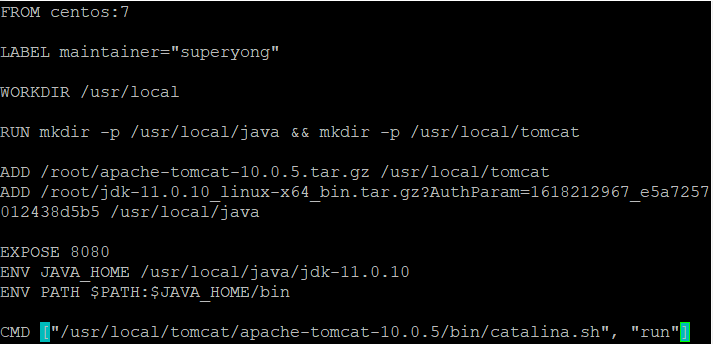 FROM centos:7
LABEL maintainer="superyong"
WORKDIR /usr/local
RUN mkdir -p /usr/local/java && mkdir -p /usr/local/tomcat
ADD /root/apache-tomcat-10.0.5.tar.gz /usr/local/tomcat
ADD /root/jdk-11.0.10_linux-x64_bin.tar.gz?AuthParam=1618212967_e5a7257
012438d5b5 /usr/local/java
EXPOSE 8080
ENV JAVA_HOME /usr/local/java/jdk-11.0.10
ENV PATH $PATH:$JAVA_HOME/bin
CMD ["/usr/local/tomcat/apache-tomcat-10.0.5/bin/catalina.sh", "run"]